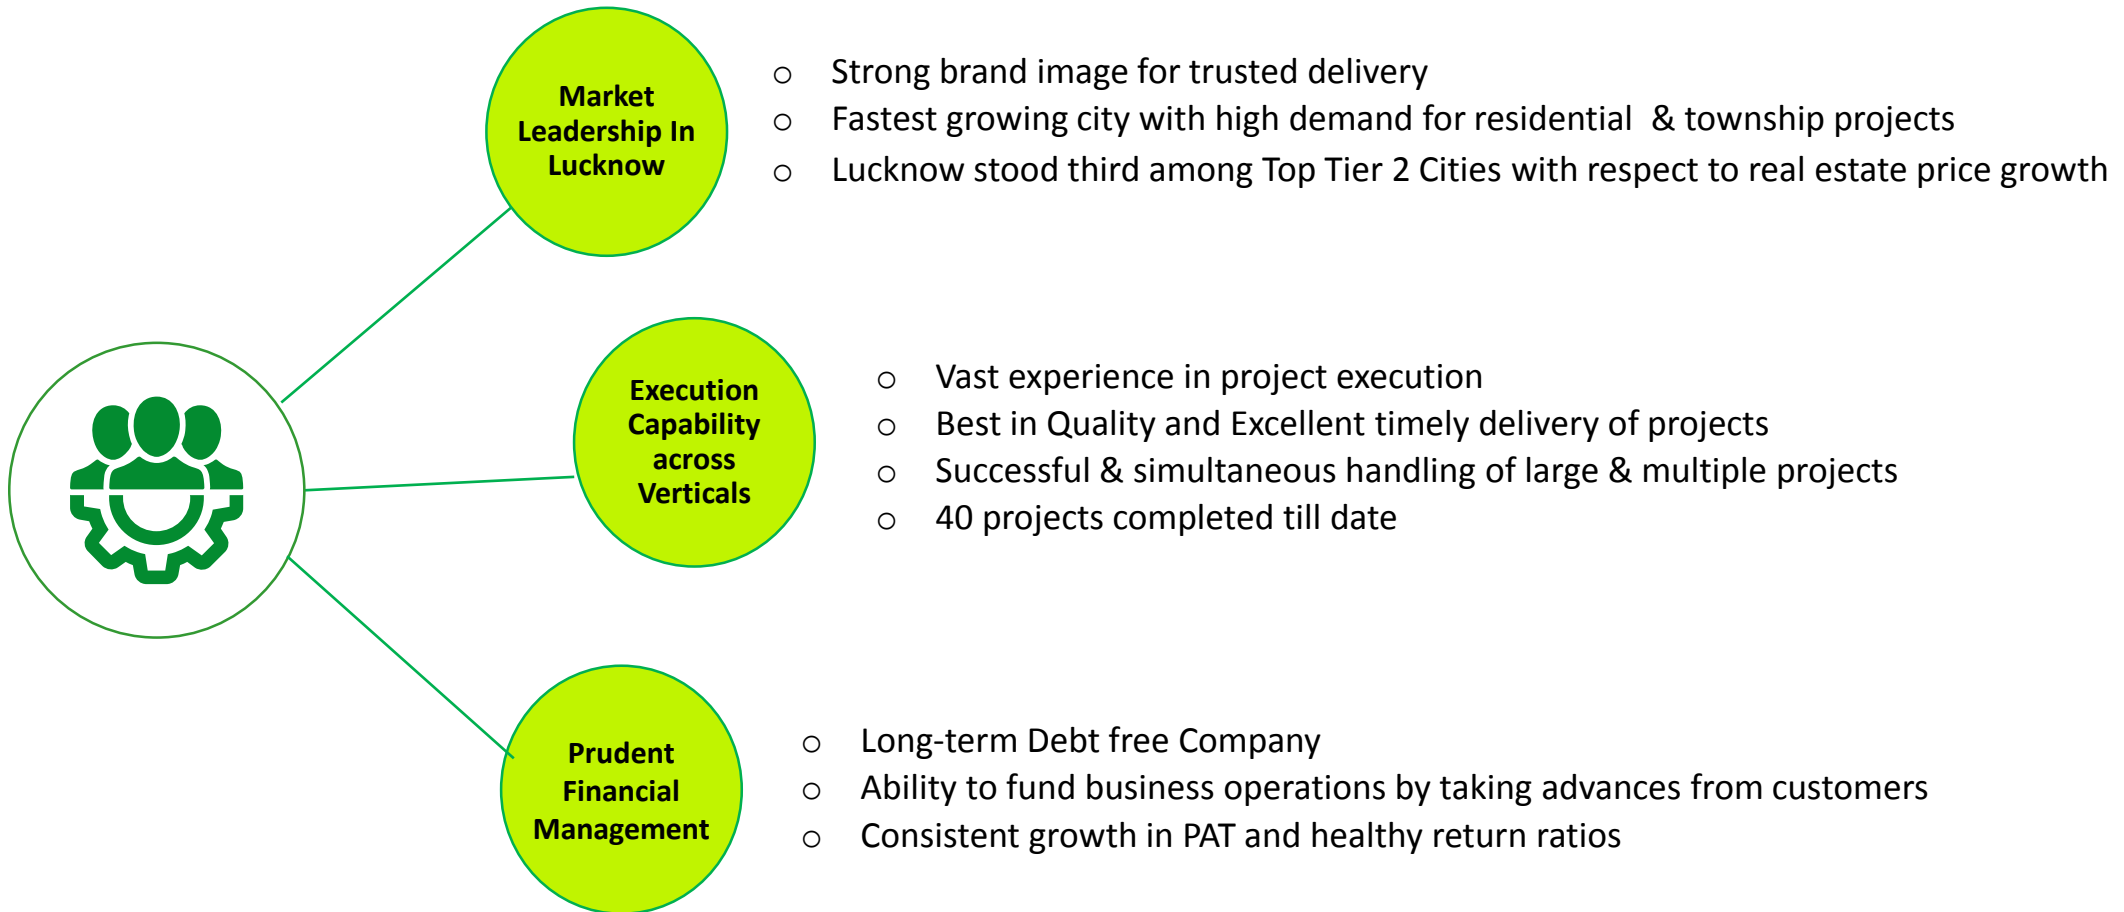 Market
Leadership In
Lucknow
o Strong brand image for trusted delivery
o Fastest growing city with high demand for residential & township projects
o Lucknow stood third among Top Tier 2 Cities with respect to real estate price growth
Execution
Capability
across
Verticals
o Vast experience in project execution
o Best in Quality and Excellent timely delivery of projects
o Successful & simultaneous handling of large & multiple projects
o 40 projects completed till date
Prudent
Financial
Management
o Long-term Debt free Company
o Ability to fund business operations by taking advances from customers
o Consistent growth in PAT and healthy return ratios